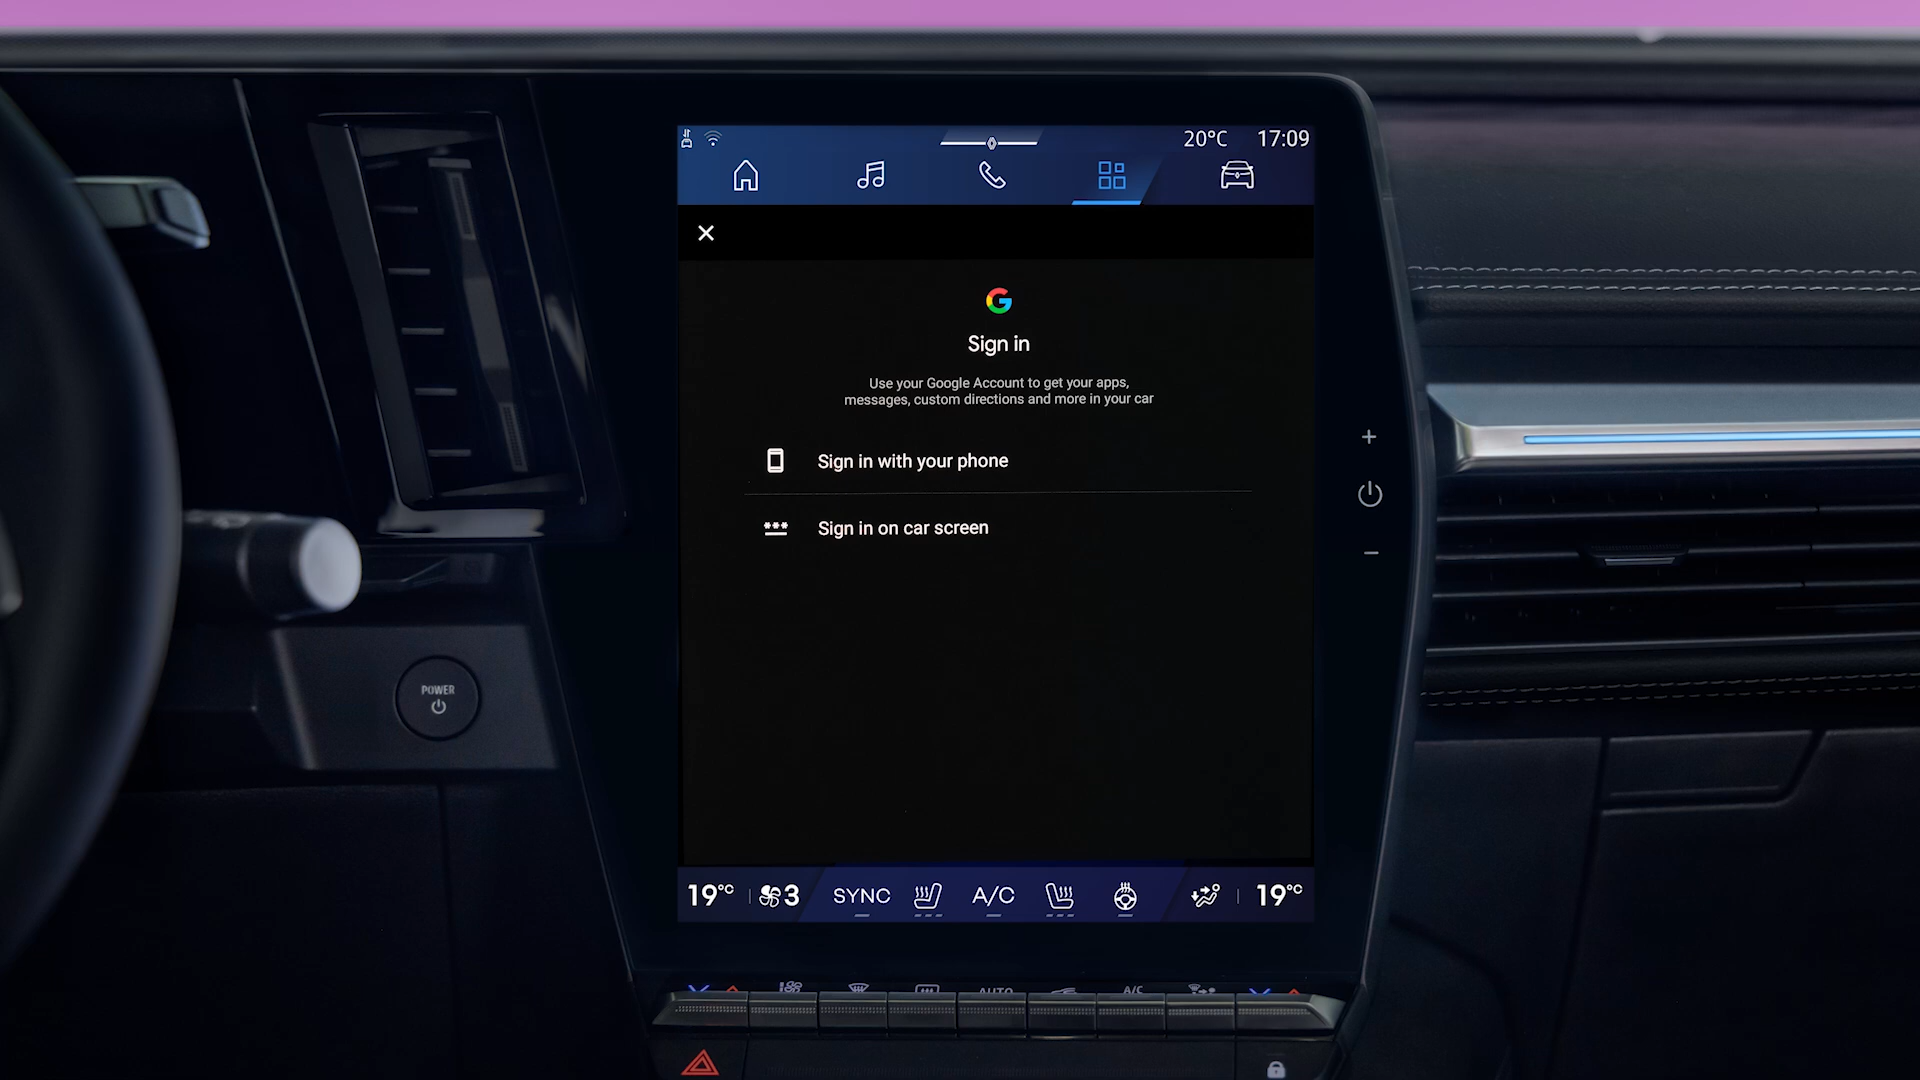 20°C 17:09
Sign in
Use your Google Account to get your apps,
messages, custom directions and more in your car
Sign in with your phone
Sign in on car screen
POWER
19°C 3 SYNC A/C 19°C
AUTO A/C